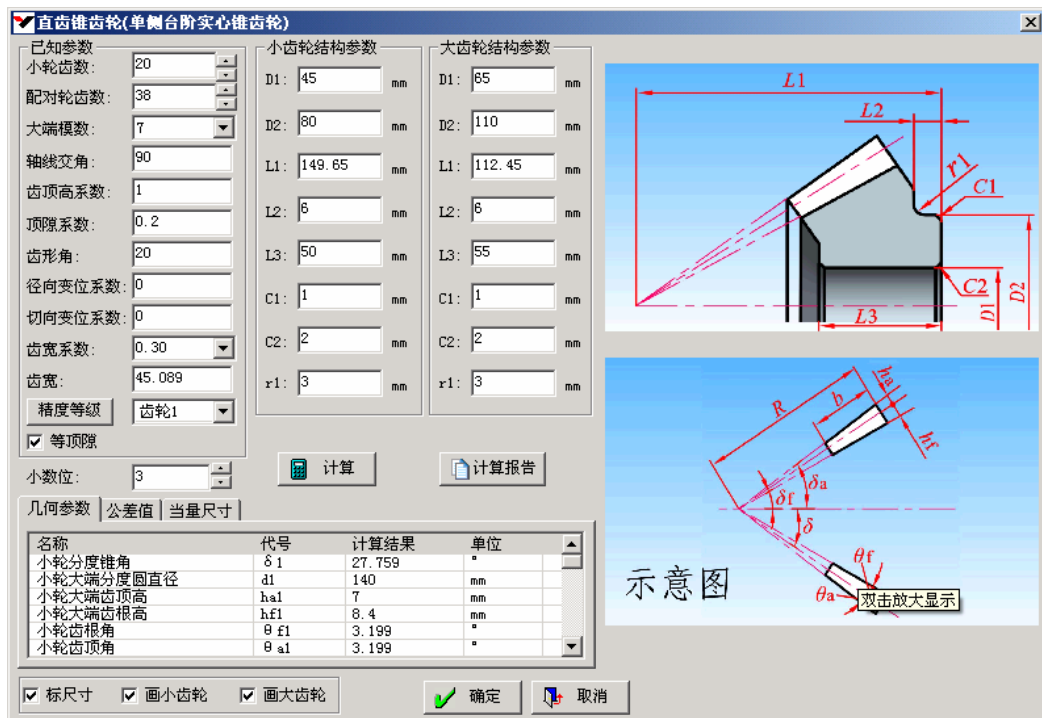 直齿锥齿轮(单侧台阶实心锥齿轮)
已知参数
小轮齿数: 20
配对轮齿数: 38
大端模数: 7
轴线交角: 90
齿顶高系数: 1
顶隙系数: 0.2
齿形角: 20
径向变位系数: 0
切向变位系数: 0
齿宽系数: 0.30
齿宽: 45.089
精度等级 齿轮1
等顶隙
小数位: 3
小齿轮结构参数
D1: 45 mm
D2: 80 mm
L1: 149.65 mm
L2: 6 mm
L3: 50 mm
C1: 1 mm
C2: 2 mm
r1: 3 mm
大齿轮结构参数
D1: 65 mm
D2: 110 mm
L1: 112.45 mm
L2: 6 mm
L3: 55 mm
C1: 1 mm
C2: 2 mm
r1: 3 mm
计算
计算报告
L1
L2
r1
C1
C2
D1
D2
L3
R
b
ha
hf
δa
δf
δ
θf
θa
示意图
双击放大显示
几何参数 公差值 当量尺寸
名称 代号 计算结果 单位
小轮分度锥角 δ1 27.759 °
小轮大端分度圆直径 d1 140 mm
小轮大端齿顶高 ha1 7 mm
小轮大端齿根高 hf1 8.4 mm
小轮齿根角 θf1 3.199 °
小轮齿顶角 θa1 3.199 °
标尺寸 画小齿轮 画大齿轮
确定 取消